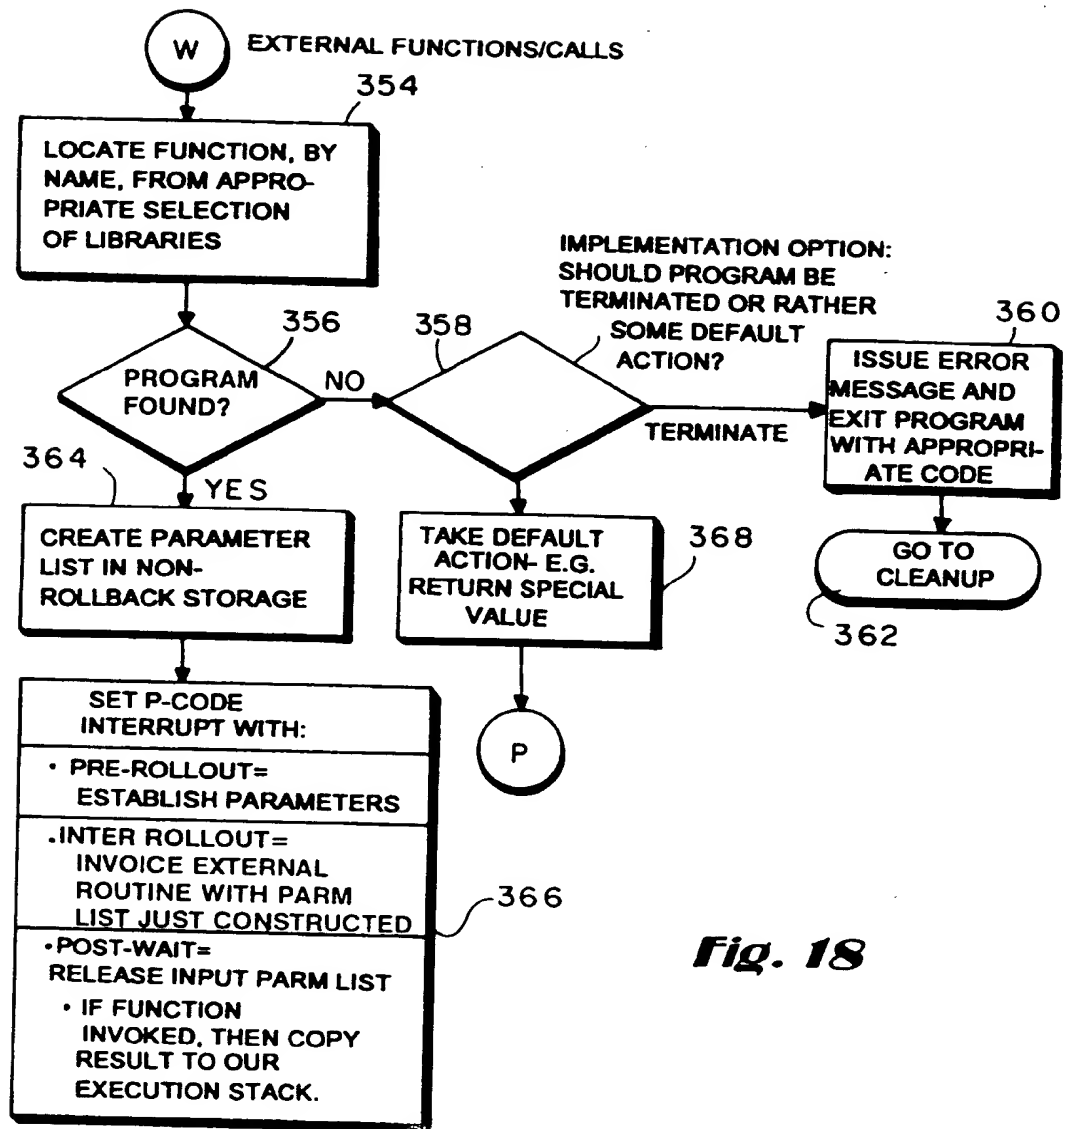 W
EXTERNAL FUNCTIONS/CALLS
354
LOCATE FUNCTION, BY
NAME, FROM APPRO-
PRIATE SELECTION
OF LIBRARIES
IMPLEMENTATION OPTION:
SHOULD PROGRAM BE
TERMINATED OR RATHER
SOME DEFAULT
ACTION?
356
358
360
PROGRAM
FOUND?
NO
TERMINATE
ISSUE ERROR
MESSAGE AND
EXIT PROGRAM
WITH APPROPRI-
ATE CODE
364
YES
CREATE PARAMETER
LIST IN NON-
ROLLBACK STORAGE
TAKE DEFAULT
ACTION- E.G.
RETURN SPECIAL
VALUE
368
GO TO
CLEANUP
362
P
SET P-CODE
INTERRUPT WITH:
• PRE-ROLLOUT=
ESTABLISH PARAMETERS
.INTER ROLLOUT=
INVOICE EXTERNAL
ROUTINE WITH PARM
LIST JUST CONSTRUCTED
366
•POST-WAIT=
RELEASE INPUT PARM LIST
• IF FUNCTION
INVOKED, THEN COPY
RESULT TO OUR
EXECUTION STACK.
Fig. 18